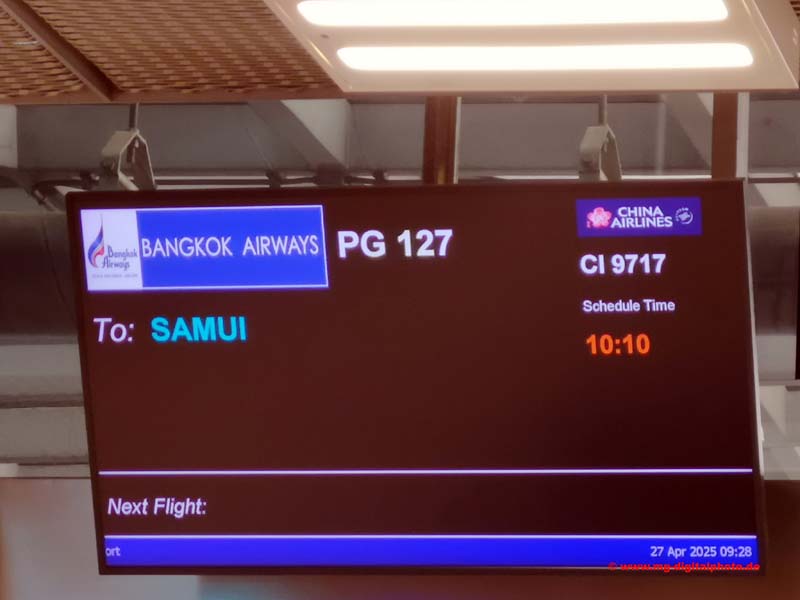 Bangkok
Airways
BANGKOK AIRWAYS
PG 127
CHINA
AIRLINES
CI 9717
Schedule Time
10:10
To: SAMUI
Next Flight:
ort
27 Apr 2025 09:28
© www.mg-digitalphoto.de